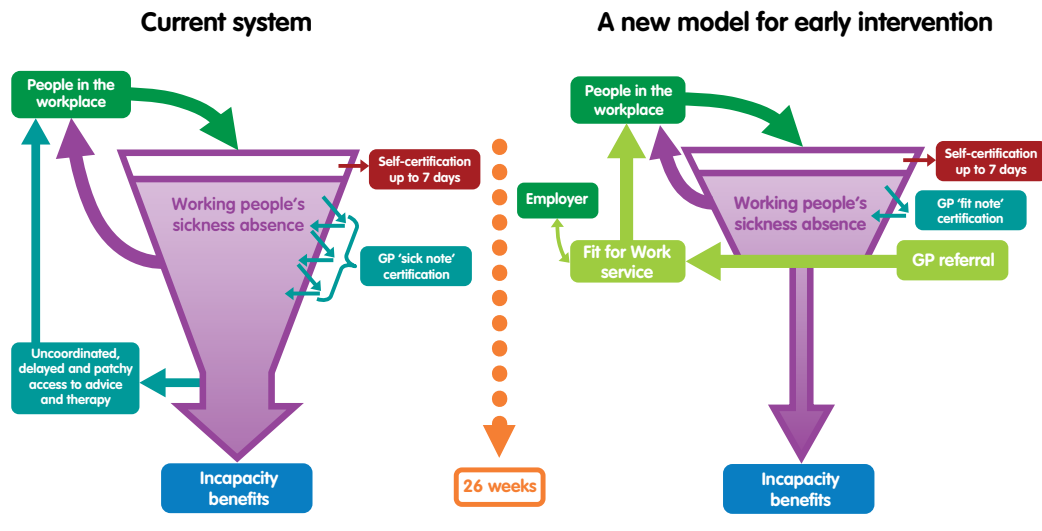 Current system
People in the
workplace
Self-certification
up to 7 days
Working people's
sickness absence
GP 'sick note'
certification
Uncoordinated,
delayed and patchy
access to advice
and therapy
Incapacity
benefits
26 weeks
A new model for early intervention
People in the
workplace
Self-certification
up to 7 days
Employer
Working people's
sickness absence
GP 'fit note'
certification
Fit for Work
service
GP referral
Incapacity
benefits